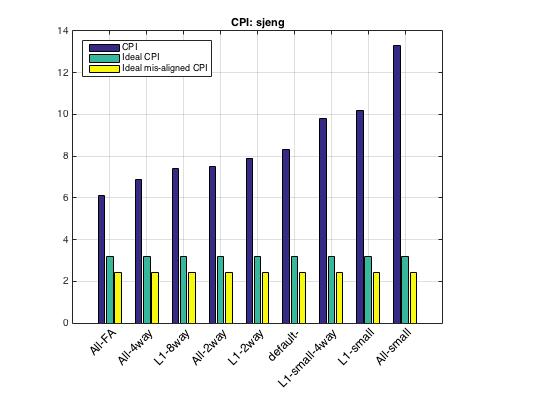 CPI: sjeng
CPI
Ideal CPI
Ideal mis-aligned CPI
14
12
10
8
6
4
2
0
All-FA
All-4way
L1-8way
All-2way
L1-2way
default-
L1-small-4way
L1-small
All-small